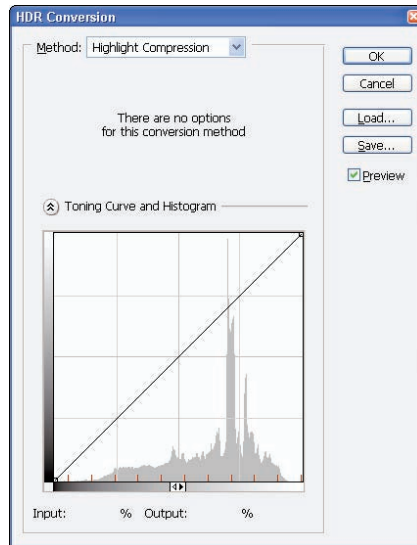 HDR Conversion
Method: Highlight Compression
OK
Cancel
There are no options
for this conversion method
Load...
Save...
Preview
Toning Curve and Histogram
Input: % Output: %